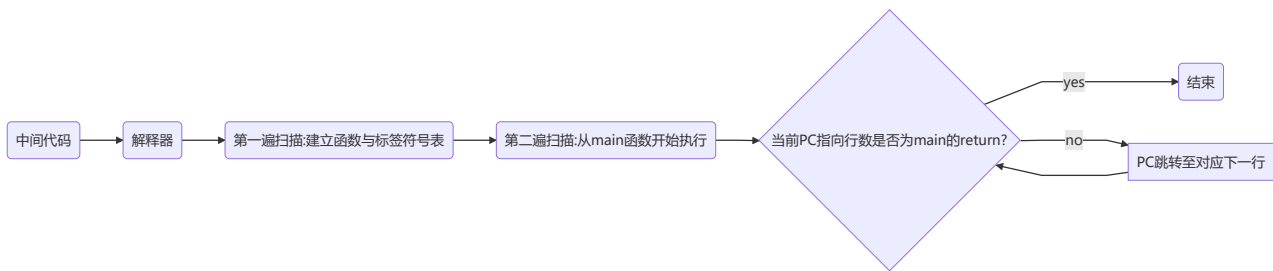 中间代码
解释器
第一遍扫描:建立函数与标签符号表
第二遍扫描:从main函数开始执行
当前PC指向行数是否为main的return?
yes
结束
no
PC跳转至对应下一行